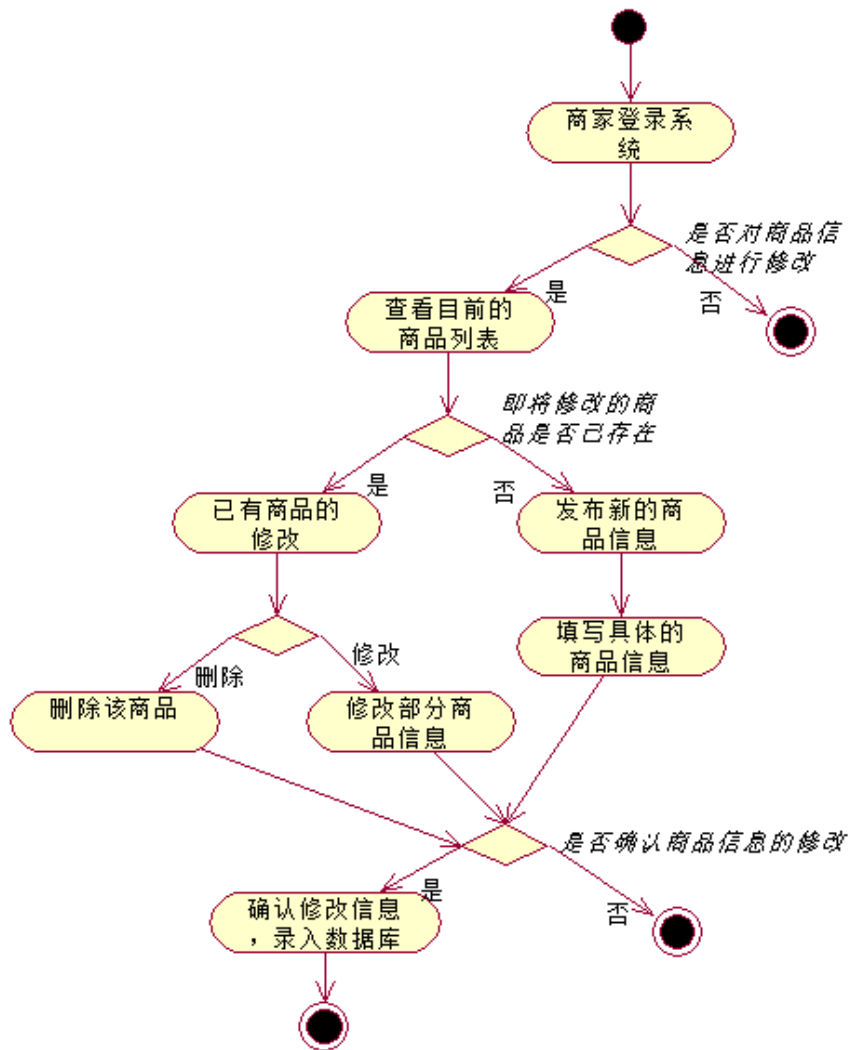 商家登录系
统
是否对商品信
息进行修改
是
否
查看目前的
商品列表
即将修改的商
品是否已存在
是
否
已有商品的
修改
发布新的商
品信息
填写具体的
商品信息
删除
修改
删除该商品
修改部分商
品信息
是否确认商品信息的修改
是
否
确认修改信息
，录入数据库